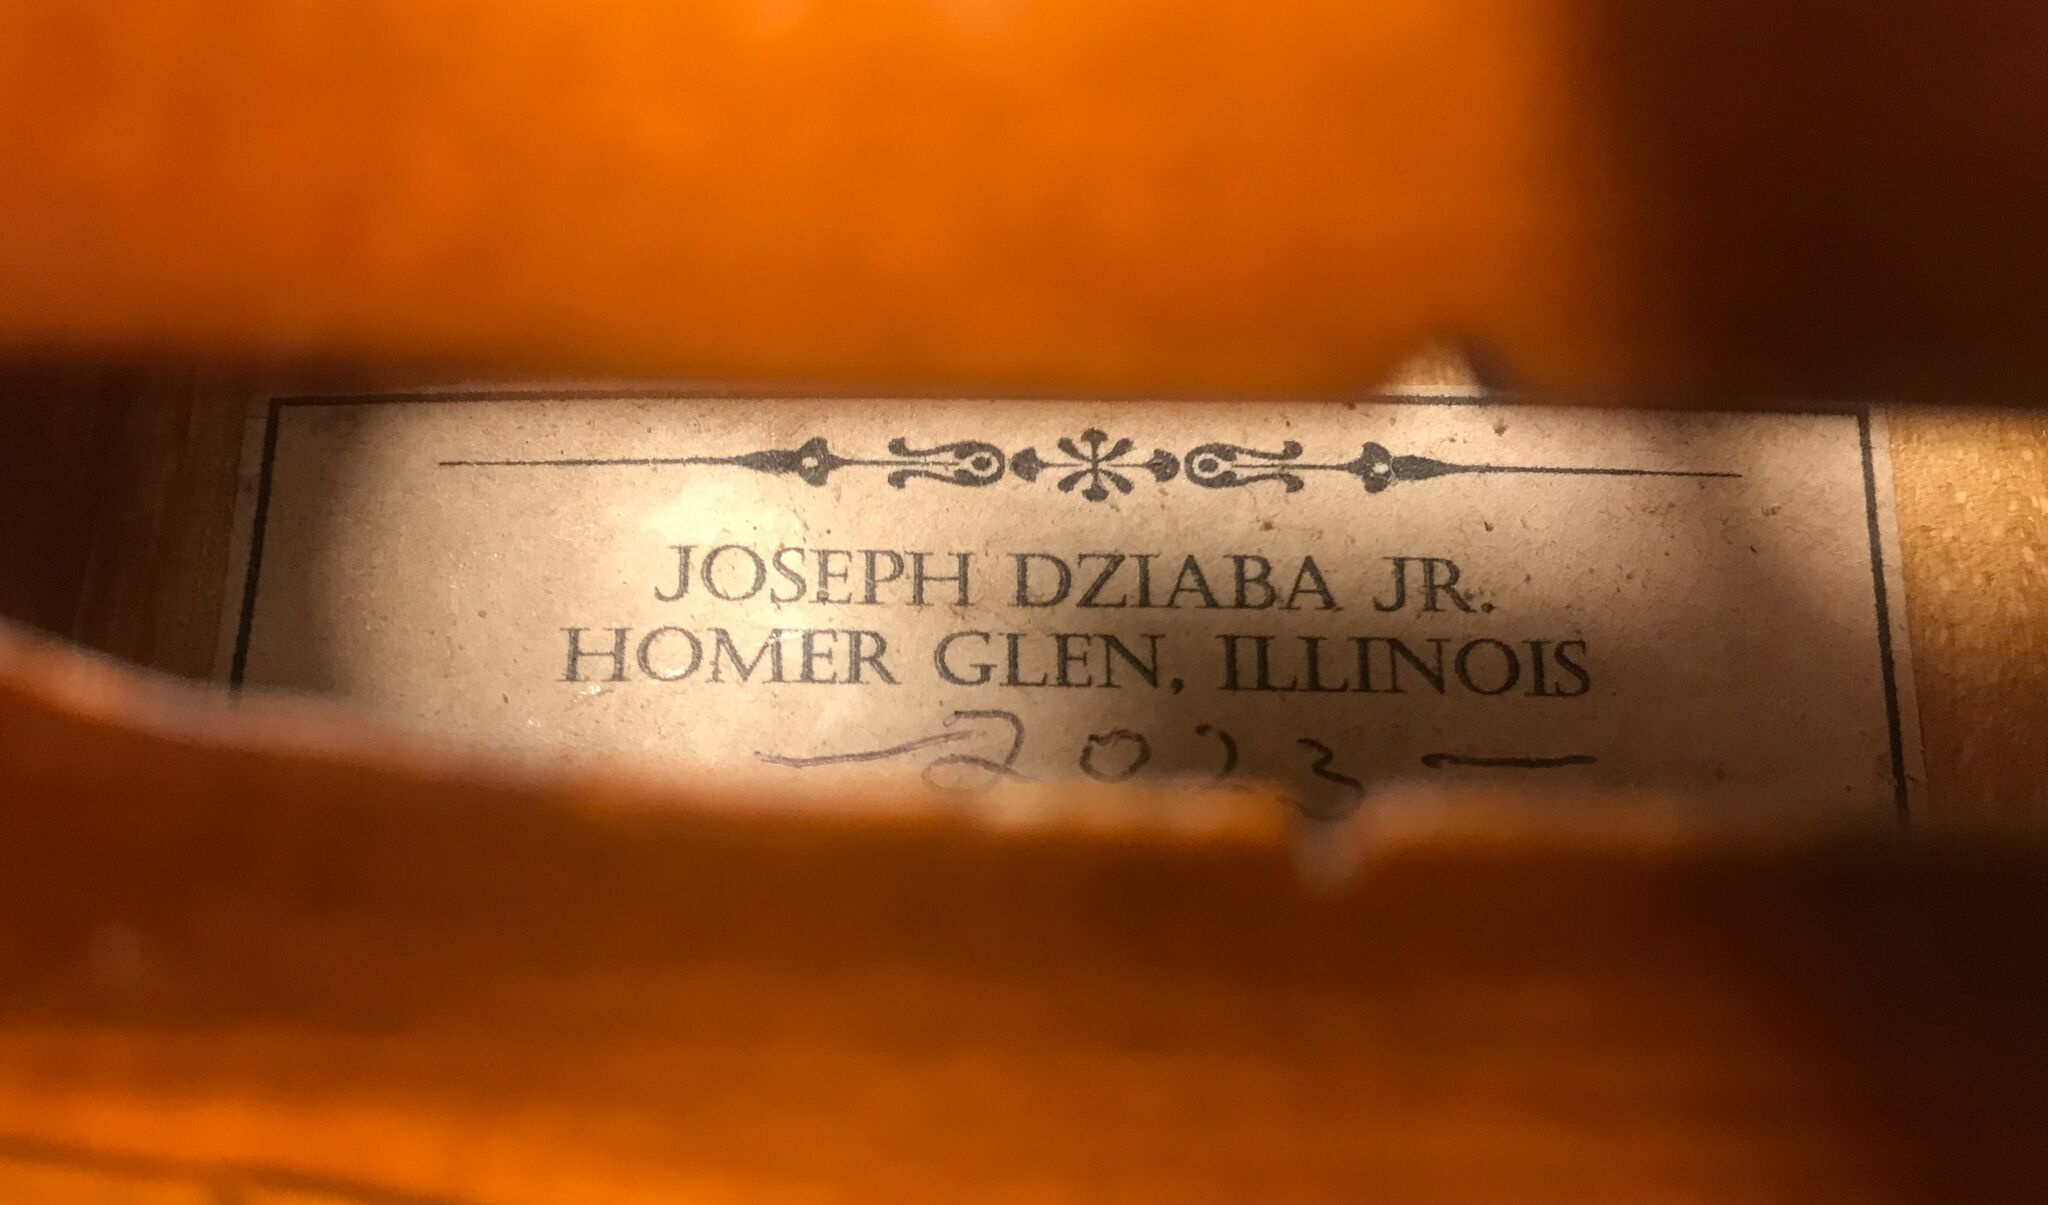 JOSEPH DZIABA JR.
HOMER GLEN, ILLINOIS
— 2023 —